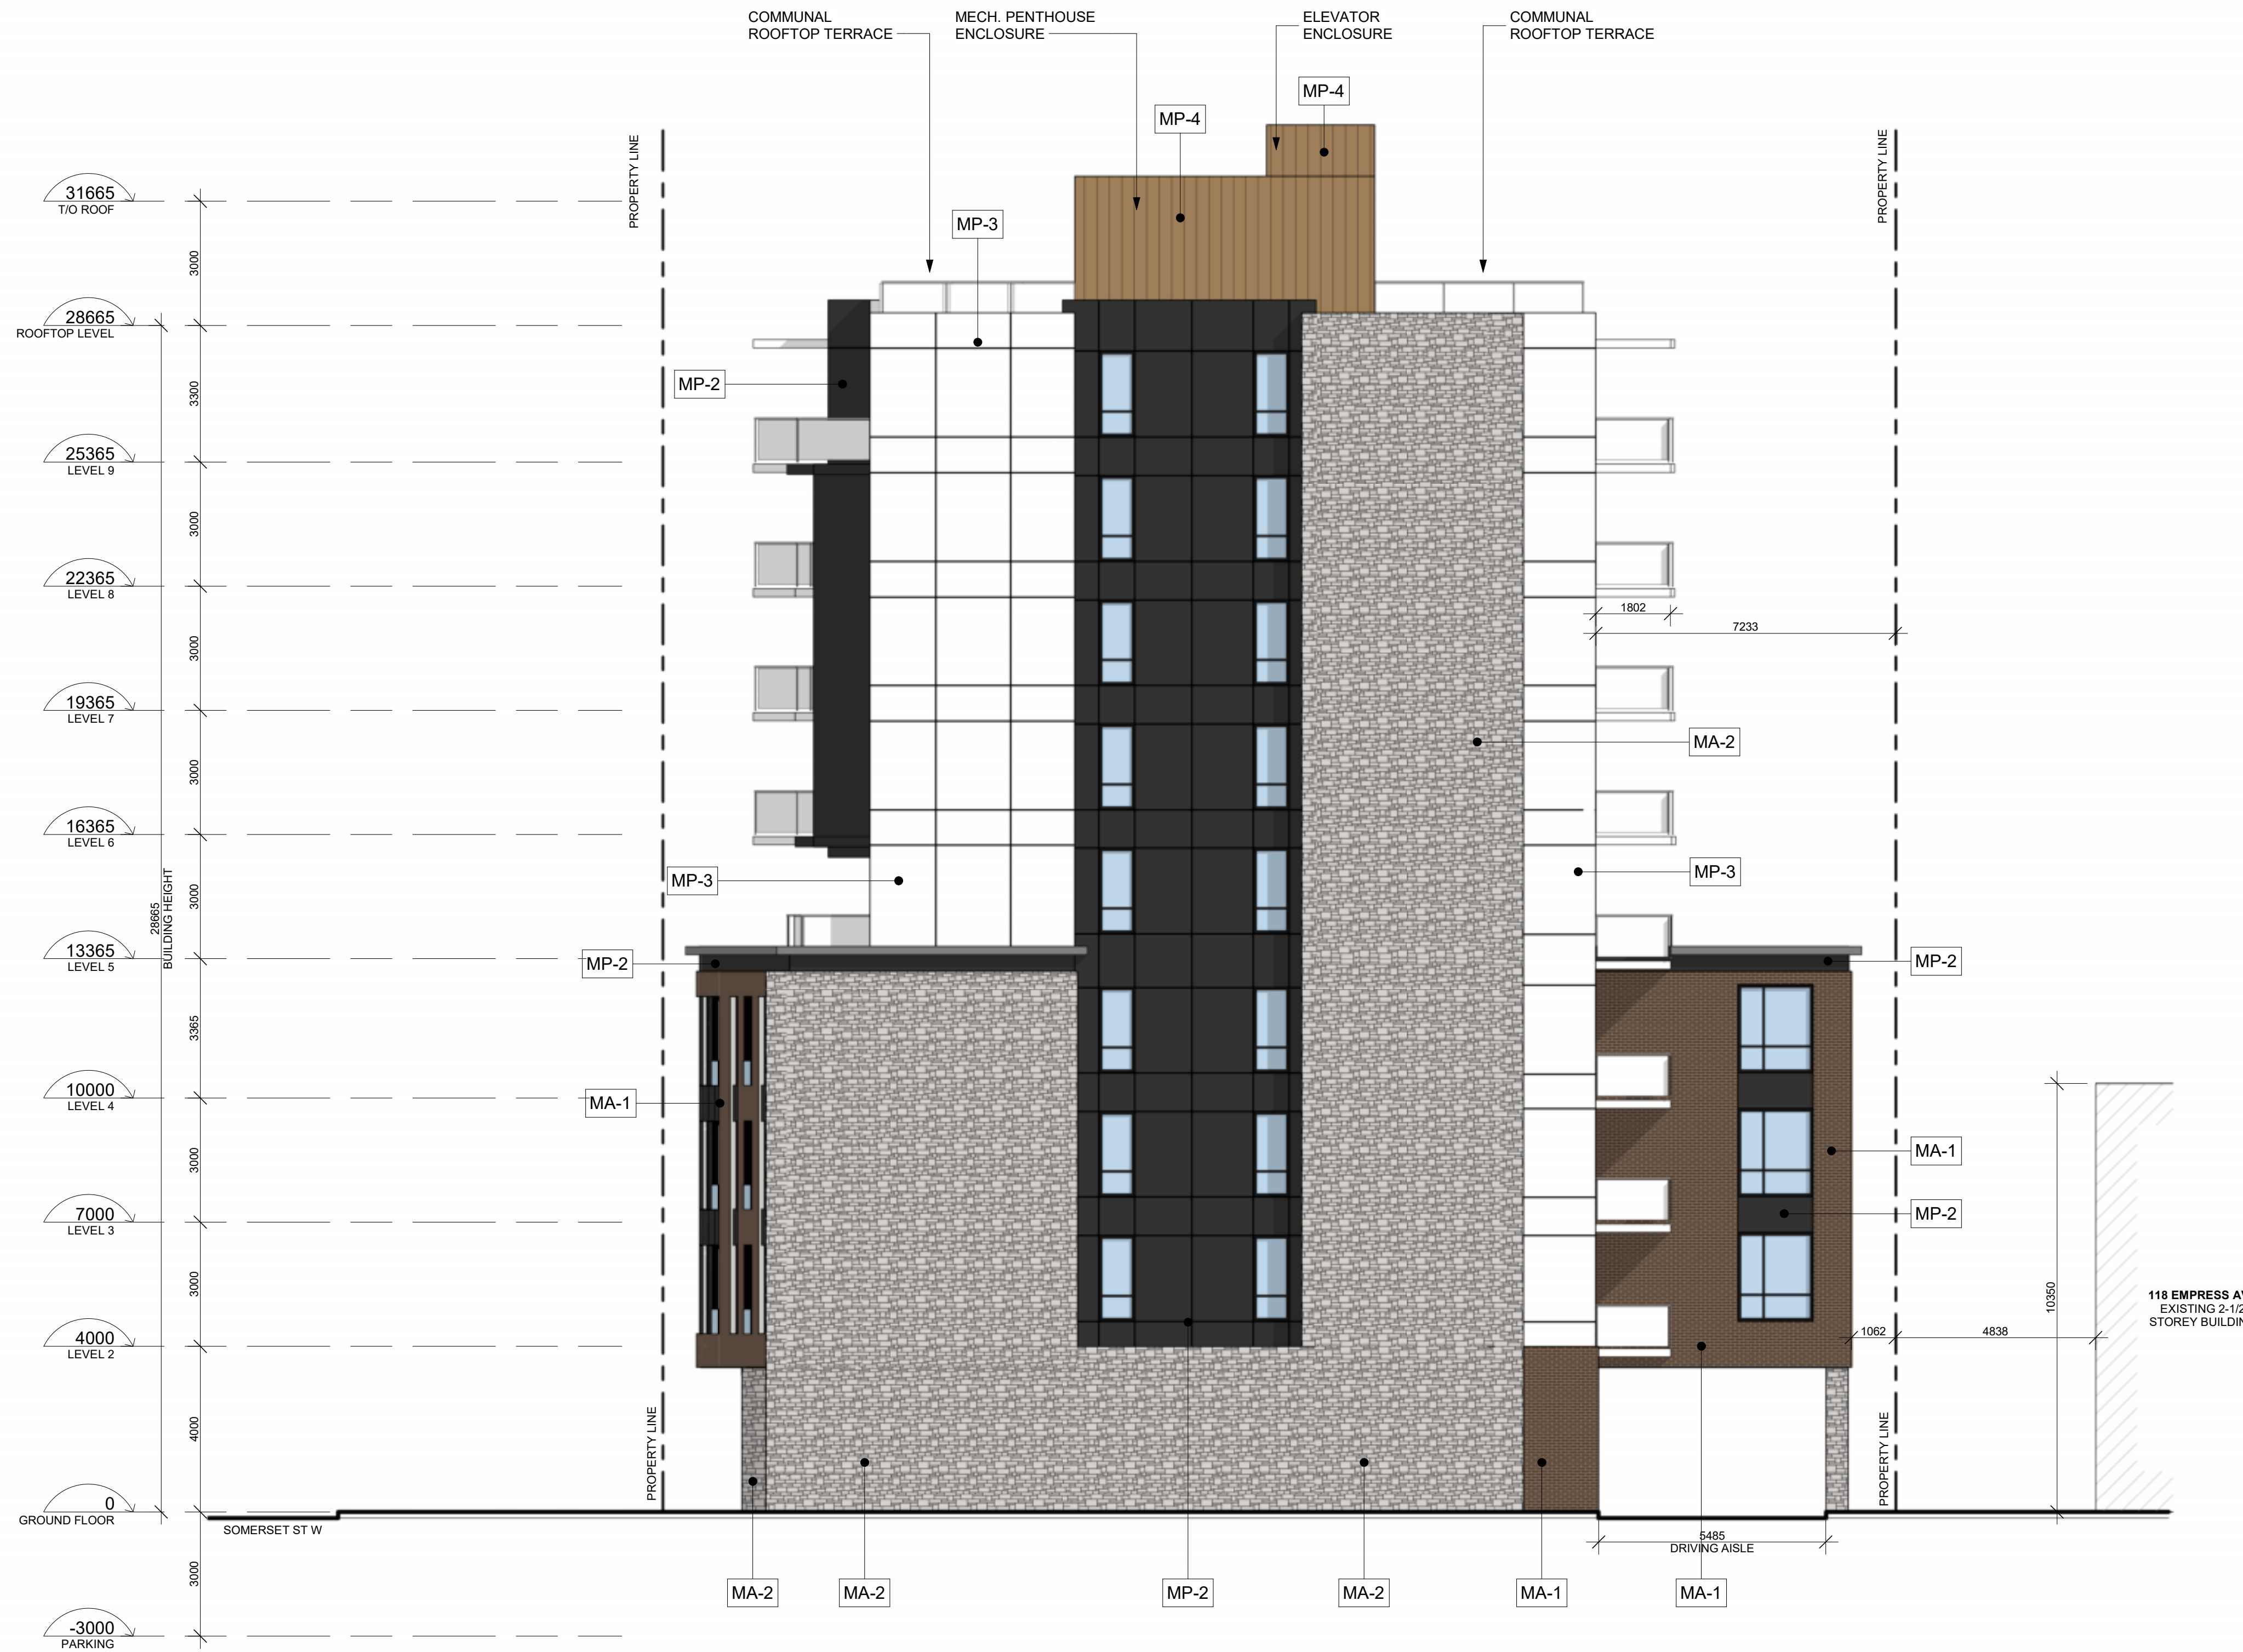 COMMUNAL
ROOFTOP TERRACE
MECH. PENTHOUSE
ENCLOSURE
ELEVATOR
ENCLOSURE
COMMUNAL
ROOFTOP TERRACE
MP-4
MP-4
PROPERTY LINE
PROPERTY LINE
31665
T/O ROOF
MP-3
3000
28665
ROOFTOP LEVEL
MP-2
3300
25365
LEVEL 9
3000
22365
LEVEL 8
1802
7233
3000
19365
LEVEL 7
MA-2
3000
16365
LEVEL 6
MP-3
MP-3
3000
28665
BUILDING HEIGHT
13365
LEVEL 5
MP-2
MP-2
3365
10000
LEVEL 4
MA-1
MA-1
3000
7000
LEVEL 3
MP-2
3000
10350
118 EMPRESS
EXISTING 2-1/2
STOREY
4000
LEVEL 2
1062
4838
4000
PROPERTY LINE
PROPERTY LINE
0
GROUND FLOOR
SOMERSET ST W
5485
DRIVING AISLE
3000
MA-2
MA-2
MP-2
MA-2
MA-1
MA-1
-3000
PARKING